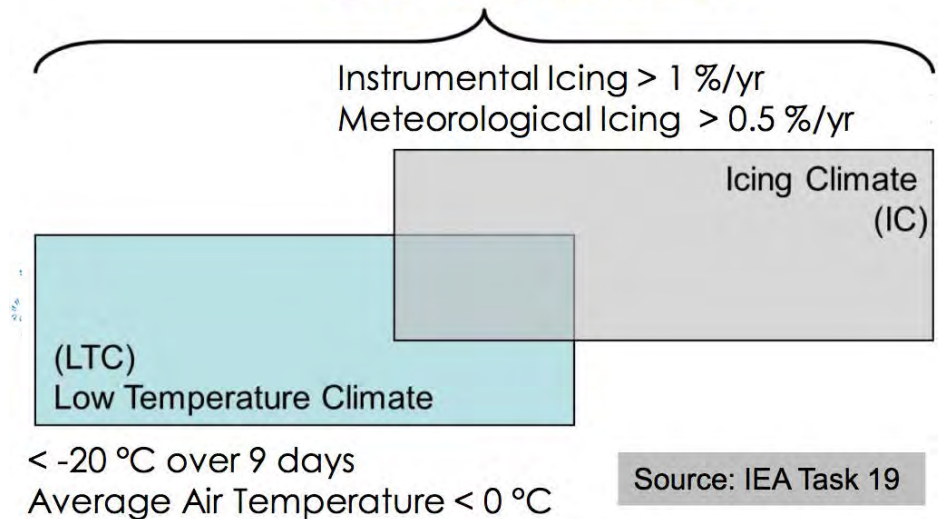 Instrumental Icing > 1 %/yr
Meteorological Icing > 0.5 %/yr
Icing Climate
(IC)
(LTC)
Low Temperature Climate
< -20 °C over 9 days
Average Air Temperature < 0 °C
Source: IEA Task 19